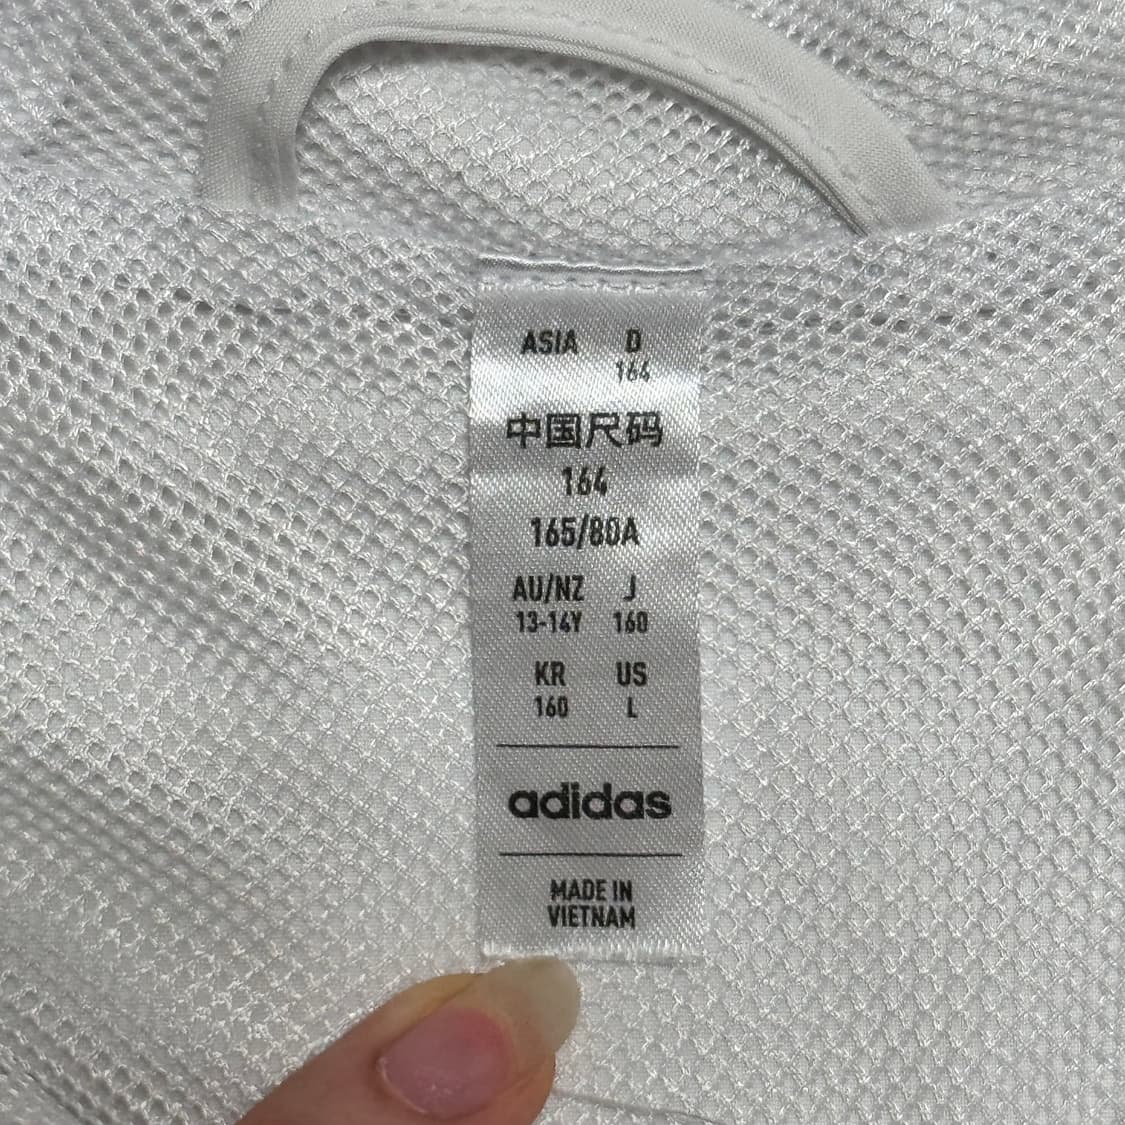 ASIA D
164
中国尺码
164
165/80A
AU/NZ J
13-14Y 160
KR US
160 L
adidas
MADE IN
VIETNAM